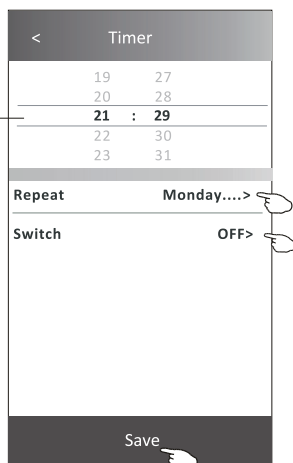 < Timer
19 27
20 28
21 : 29
22 30
23 31
Repeat Monday....>
Switch OFF>
Save